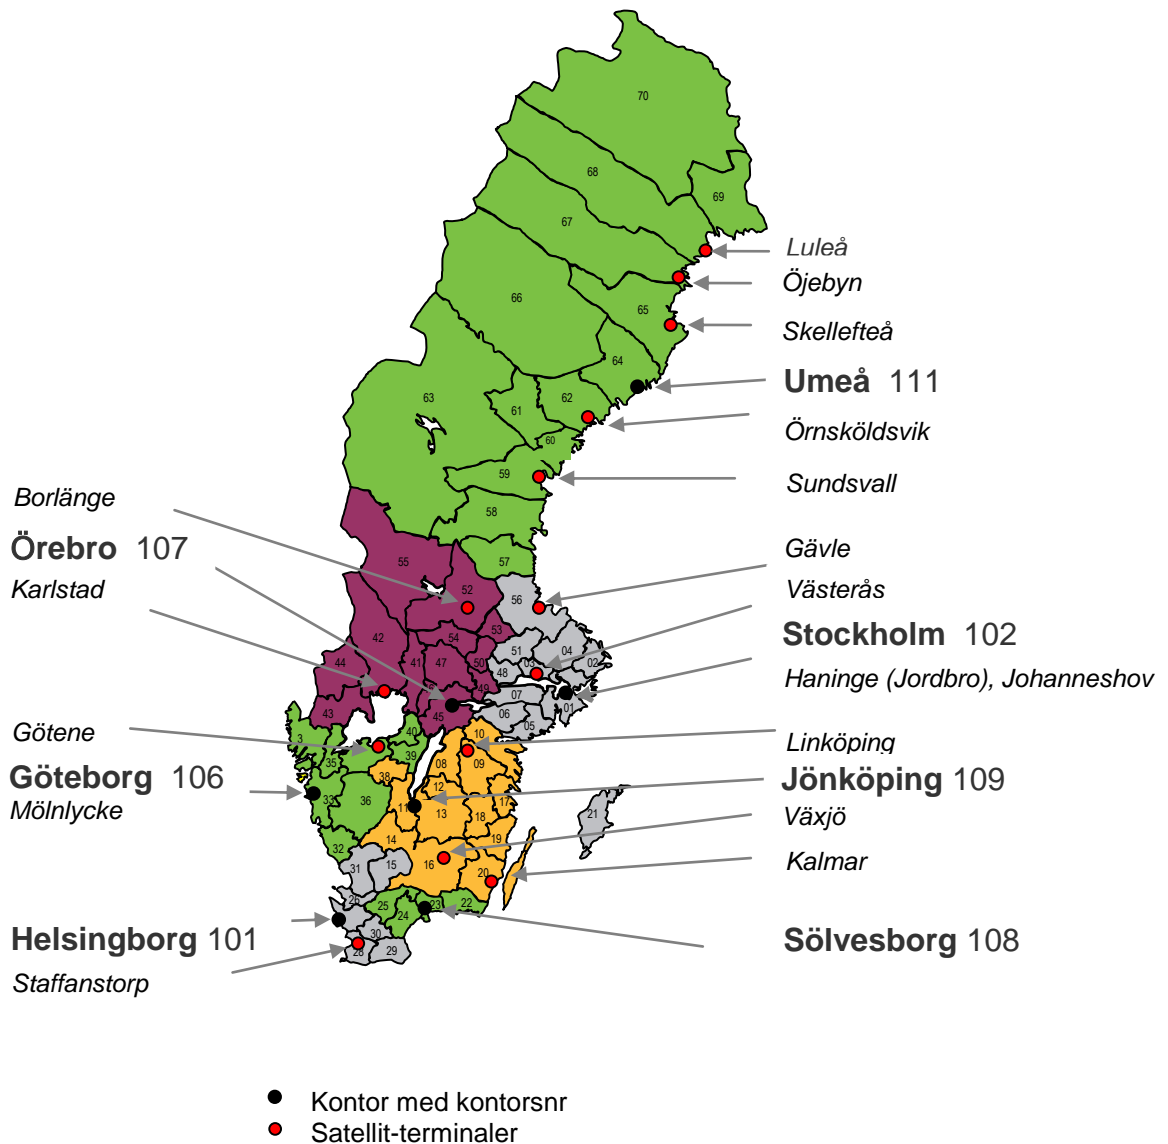 70
68
69
67
Luleå
Öjebyn
66
65
Skellefteå
64
Umeå 111
63
62
61
Örnsköldsvik
60
59
Sundsvall
Borlänge
58
Örebro 107
Gävle
57
55
Karlstad
52
56
Västerås
42
53
54
Stockholm 102
51
04
44
41
47
50
03
02
48
Haninge (Jordbro), Johanneshov
49
07
43
45
06
05
01
Götene
3
40
10
Linköping
35
39
08
09
Göteborg 106
38
12
Jönköping 109
33
36
11
17
Mölnlycke
13
18
21
Växjö
32
14
19
31
15
16
20
Kalmar
26
25
23
22
24
Helsingborg 101
30
Sölvesborg 108
28
29
Staffanstorp
Kontor med kontorsnr
Satellit-terminaler